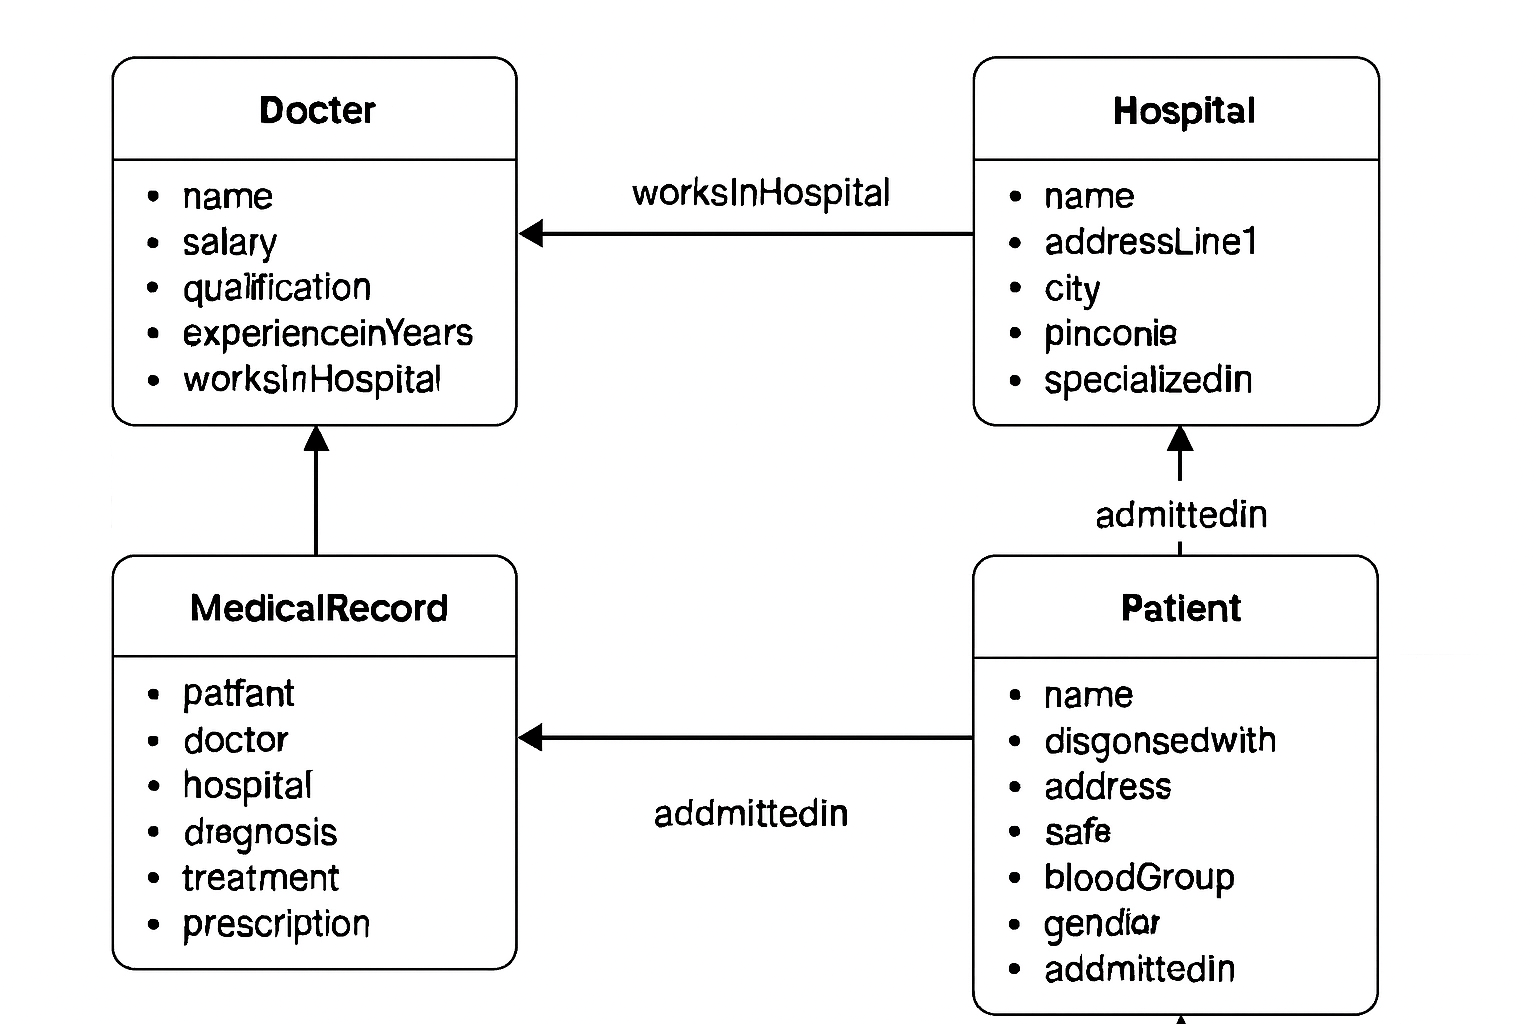 Docter
• name
• salary
• qualification
• experienceinYears
• worksInHospital
worksInHospital
Hospital
• name
• addressLine1
• city
• pinconie
• specializedin
admittedin
MedicalRecord
• patfant
• doctor
• hospital
• dregnosis
• treatment
• prescription
addmittedin
Patient
• name
• disgonsedwith
• address
• safe
• bloodGroup
• gendlar
• addmittedin